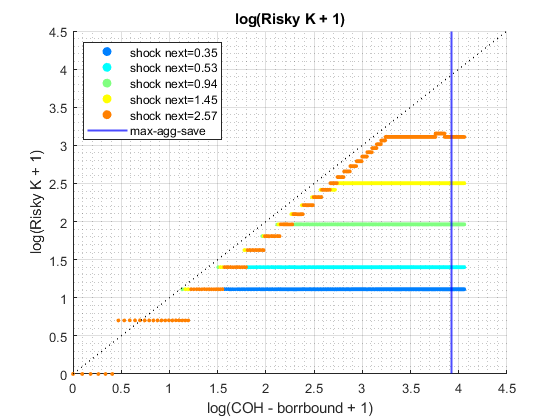 log(Risky K + 1)
4.5
4
3.5
3
2.5
2
1.5
1
0.5
0
log(Risky K + 1)
shock next=0.35
shock next=0.53
shock next=0.94
shock next=1.45
shock next=2.57
max-agg-save
0 0.5 1 1.5 2 2.5 3 3.5 4 4.5
log(COH - borrbound + 1)